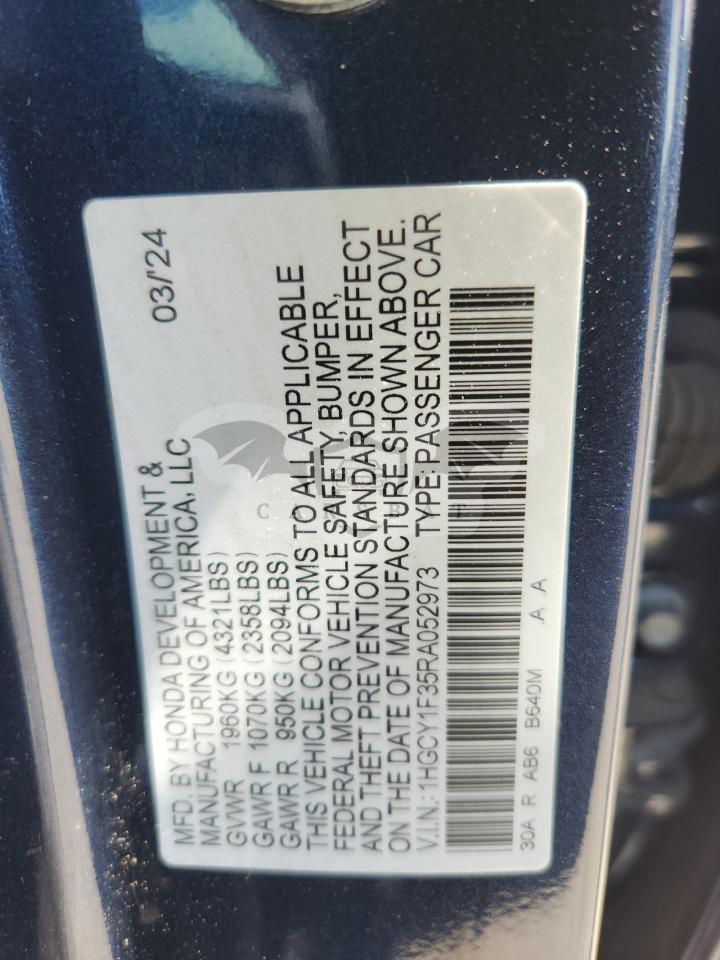 MFD. BY HONDA DEVELOPMENT &
MANUFACTURING OF AMERICA, LLC 03/'24
GVWR 1960KG (4321LBS)
GAWR F 1070KG (2358LBS)
GAWR R 950KG (2094LBS)
THIS VEHICLE CONFORMS TO ALL APPLICABLE
FEDERAL MOTOR VEHICLE SAFETY, BUMPER,
AND THEFT PREVENTION STANDARDS IN EFFECT
ON THE DATE OF MANUFACTURE SHOWN ABOVE.
V.I.N.: 1HGCY1F35RA052973 TYPE: PASSENGER CAR
30A R AB6 B640M .A .A